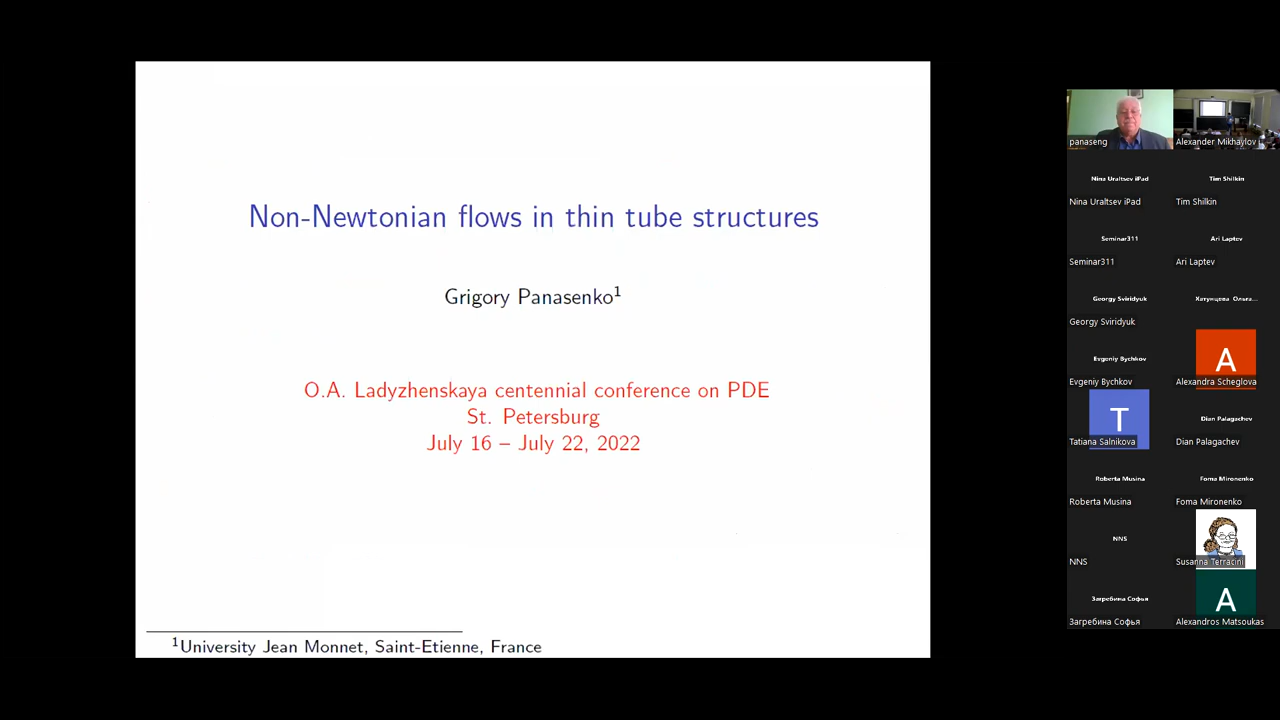 Non-Newtonian flows in thin tube structures
Grigory Panasenko¹
O.A. Ladyzhenskaya centennial conference on PDE
St. Petersburg
July 16 – July 22, 2022
¹University Jean Monnet, Saint-Etienne, France
panaseng
Alexander Mikhaylov
Nina Uraltsev iPad
Nina Uraltsev iPad
Tim Shilkin
Tim Shilkin
Seminar311
Seminar311
Ari Laptev
Ari Laptev
Georgy Sviridyuk
Georgy Sviridyuk
Хатунцева Ольга...
Evgeniy Bychkov
Evgeniy Bychkov
A
Alexandra Scheglova
T
Tatiana Salnikova
Dian Palagachev
Dian Palagachev
Roberta Musina
Roberta Musina
Foma Mironenko
Foma Mironenko
NNS
NNS
Susanna Terracini
Загребина Софья
Загребина Софья
A
Alexandros Matsoukas